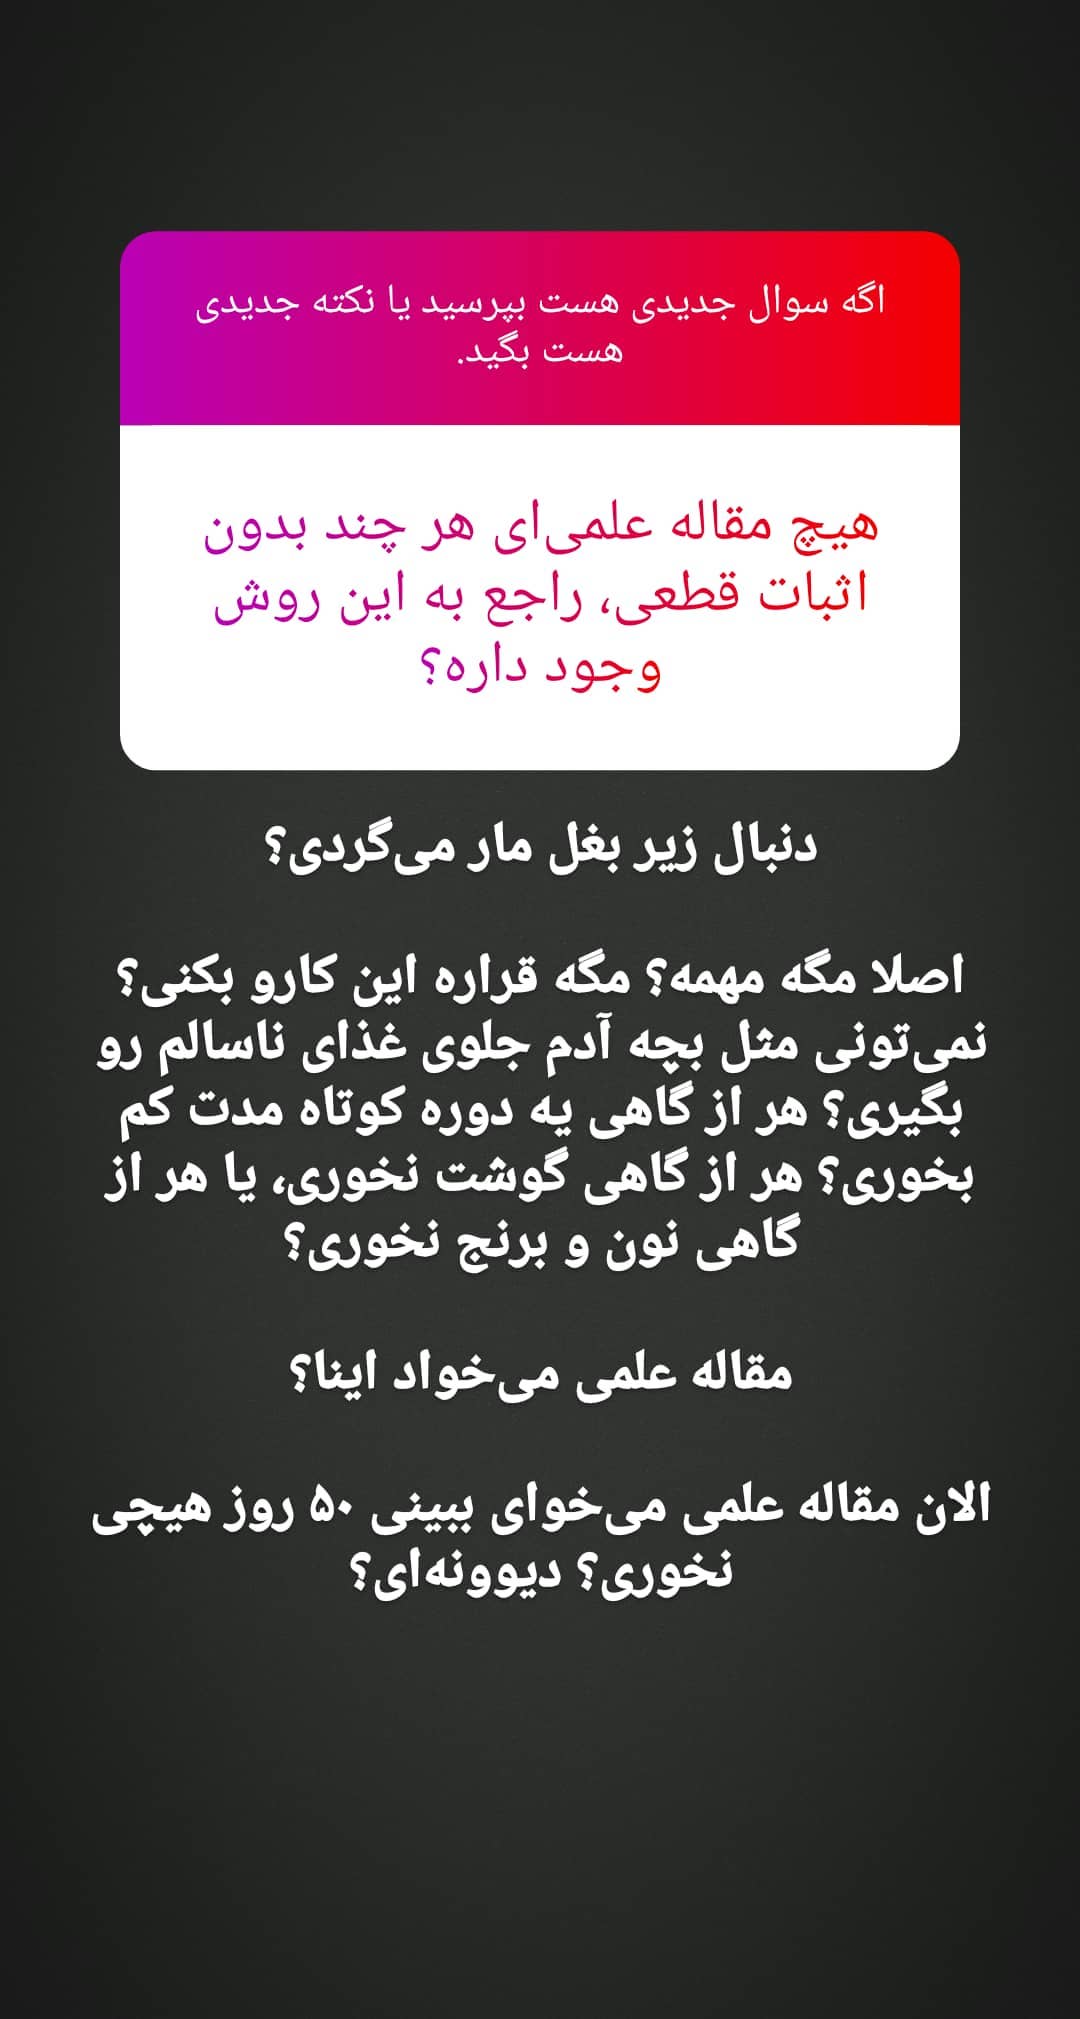 اگه سوال جدیدی هست بپرسید یا نکته جدیدی
هست بگید.
هیچ مقاله علمی‌ای هر چند بدون
اثبات قطعی، راجع به این روش
وجود داره؟
دنبال زیر بغل مار می‌گردی؟
اصلا مگه مهمه؟ مگه قراره این کارو بکنی؟
نمی‌تونی مثل بچه آدم جلوی غذای ناسالم رو
بگیری؟ هر از گاهی یه دوره کوتاه مدت کم
بخوری؟ هر از گاهی گوشت نخوری، یا هر از
گاهی نون و برنج نخوری؟
مقاله علمی می‌خواد اینا؟
الان مقاله علمی می‌خوای ببینی ۵۰ روز هیچی
نخوری؟ دیوونه‌ای؟